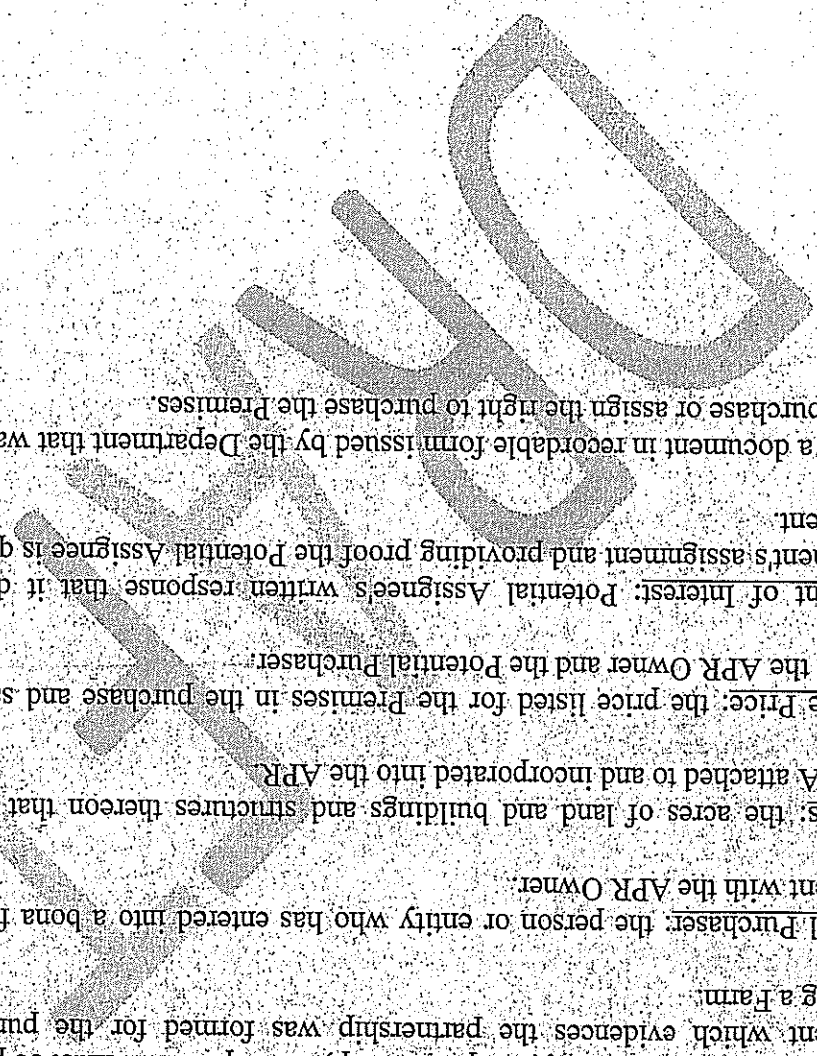 ent which evidences the partnership was formed for the pur
g a Farm.
l Purchaser: the person or entity who has entered into a bona f
ent with the APR Owner.
s: the acres of land and buildings and structures thereon that
A attached to and incorporated into the APR.
e Price: the price listed for the Premises in the purchase and s
the APR Owner and the Potential Purchaser.
nt of Interest: Potential Assignee's written response that it d
nent's assignment and providing proof the Potential Assignee is q
ent.
a document in recordable form issued by the Department that wa
purchase or assign the right to purchase the Premises.
DRAFT